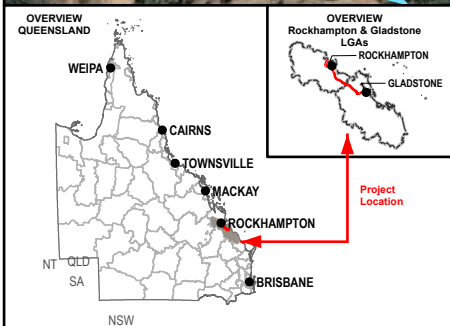 OVERVIEW
QUEENSLAND
WEIPA
CAIRNS
TOWNSVILLE
MACKAY
ROCKHAMPTON
BRISBANE
NT
QLD
SA
NSW
OVERVIEW
Rockhampton & Gladstone
LGAs
ROCKHAMPTON
GLADSTONE
Project
Location